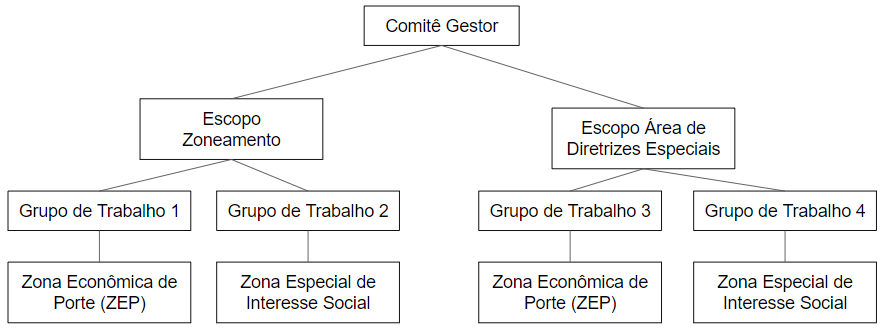 Comitê Gestor
Escopo
Zoneamento
Escopo Área de
Diretrizes Especiais
Grupo de Trabalho 1
Grupo de Trabalho 2
Grupo de Trabalho 3
Grupo de Trabalho 4
Zona Econômica de
Porte (ZEP)
Zona Especial de
Interesse Social
Zona Econômica de
Porte (ZEP)
Zona Especial de
Interesse Social